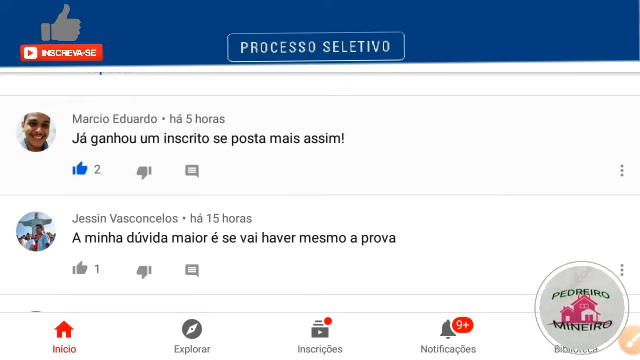 INSCREVA-SE
PROCESSO SELETIVO
Marcio Eduardo • há 5 horas
Já ganhou um inscrito se posta mais assim!
2
Jessin Vasconcelos • há 15 horas
A minha dúvida maior é se vai haver mesmo a prova
1
PEDREIRO
MINEIRO
9+
Início
Explorar
Inscrições
Notificações
Biblioteca